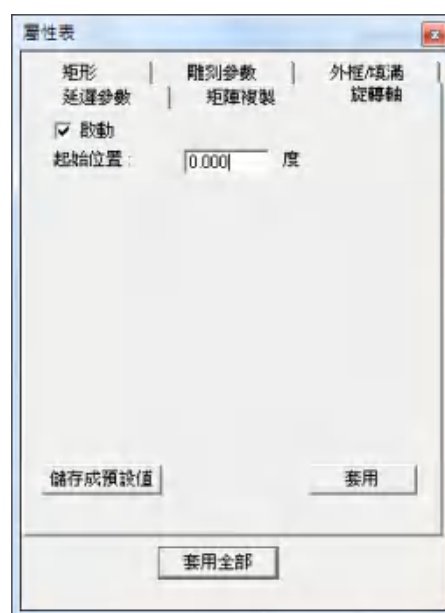 屬性表
矩形 雕刻參數 外框/填滿
延遲參數 矩陣複製 旋轉軸
啟動
起始位置： 0.000 度
儲存成預設值 套用
套用全部